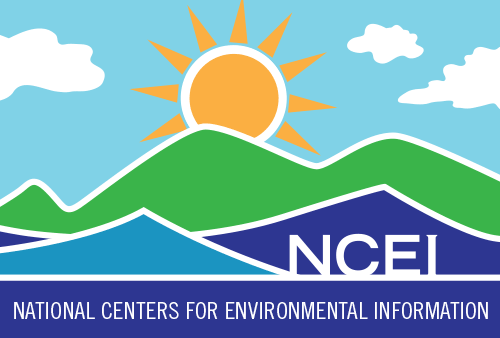 NCEI
NATIONAL CENTERS FOR ENVIRONMENTAL INFORMATION